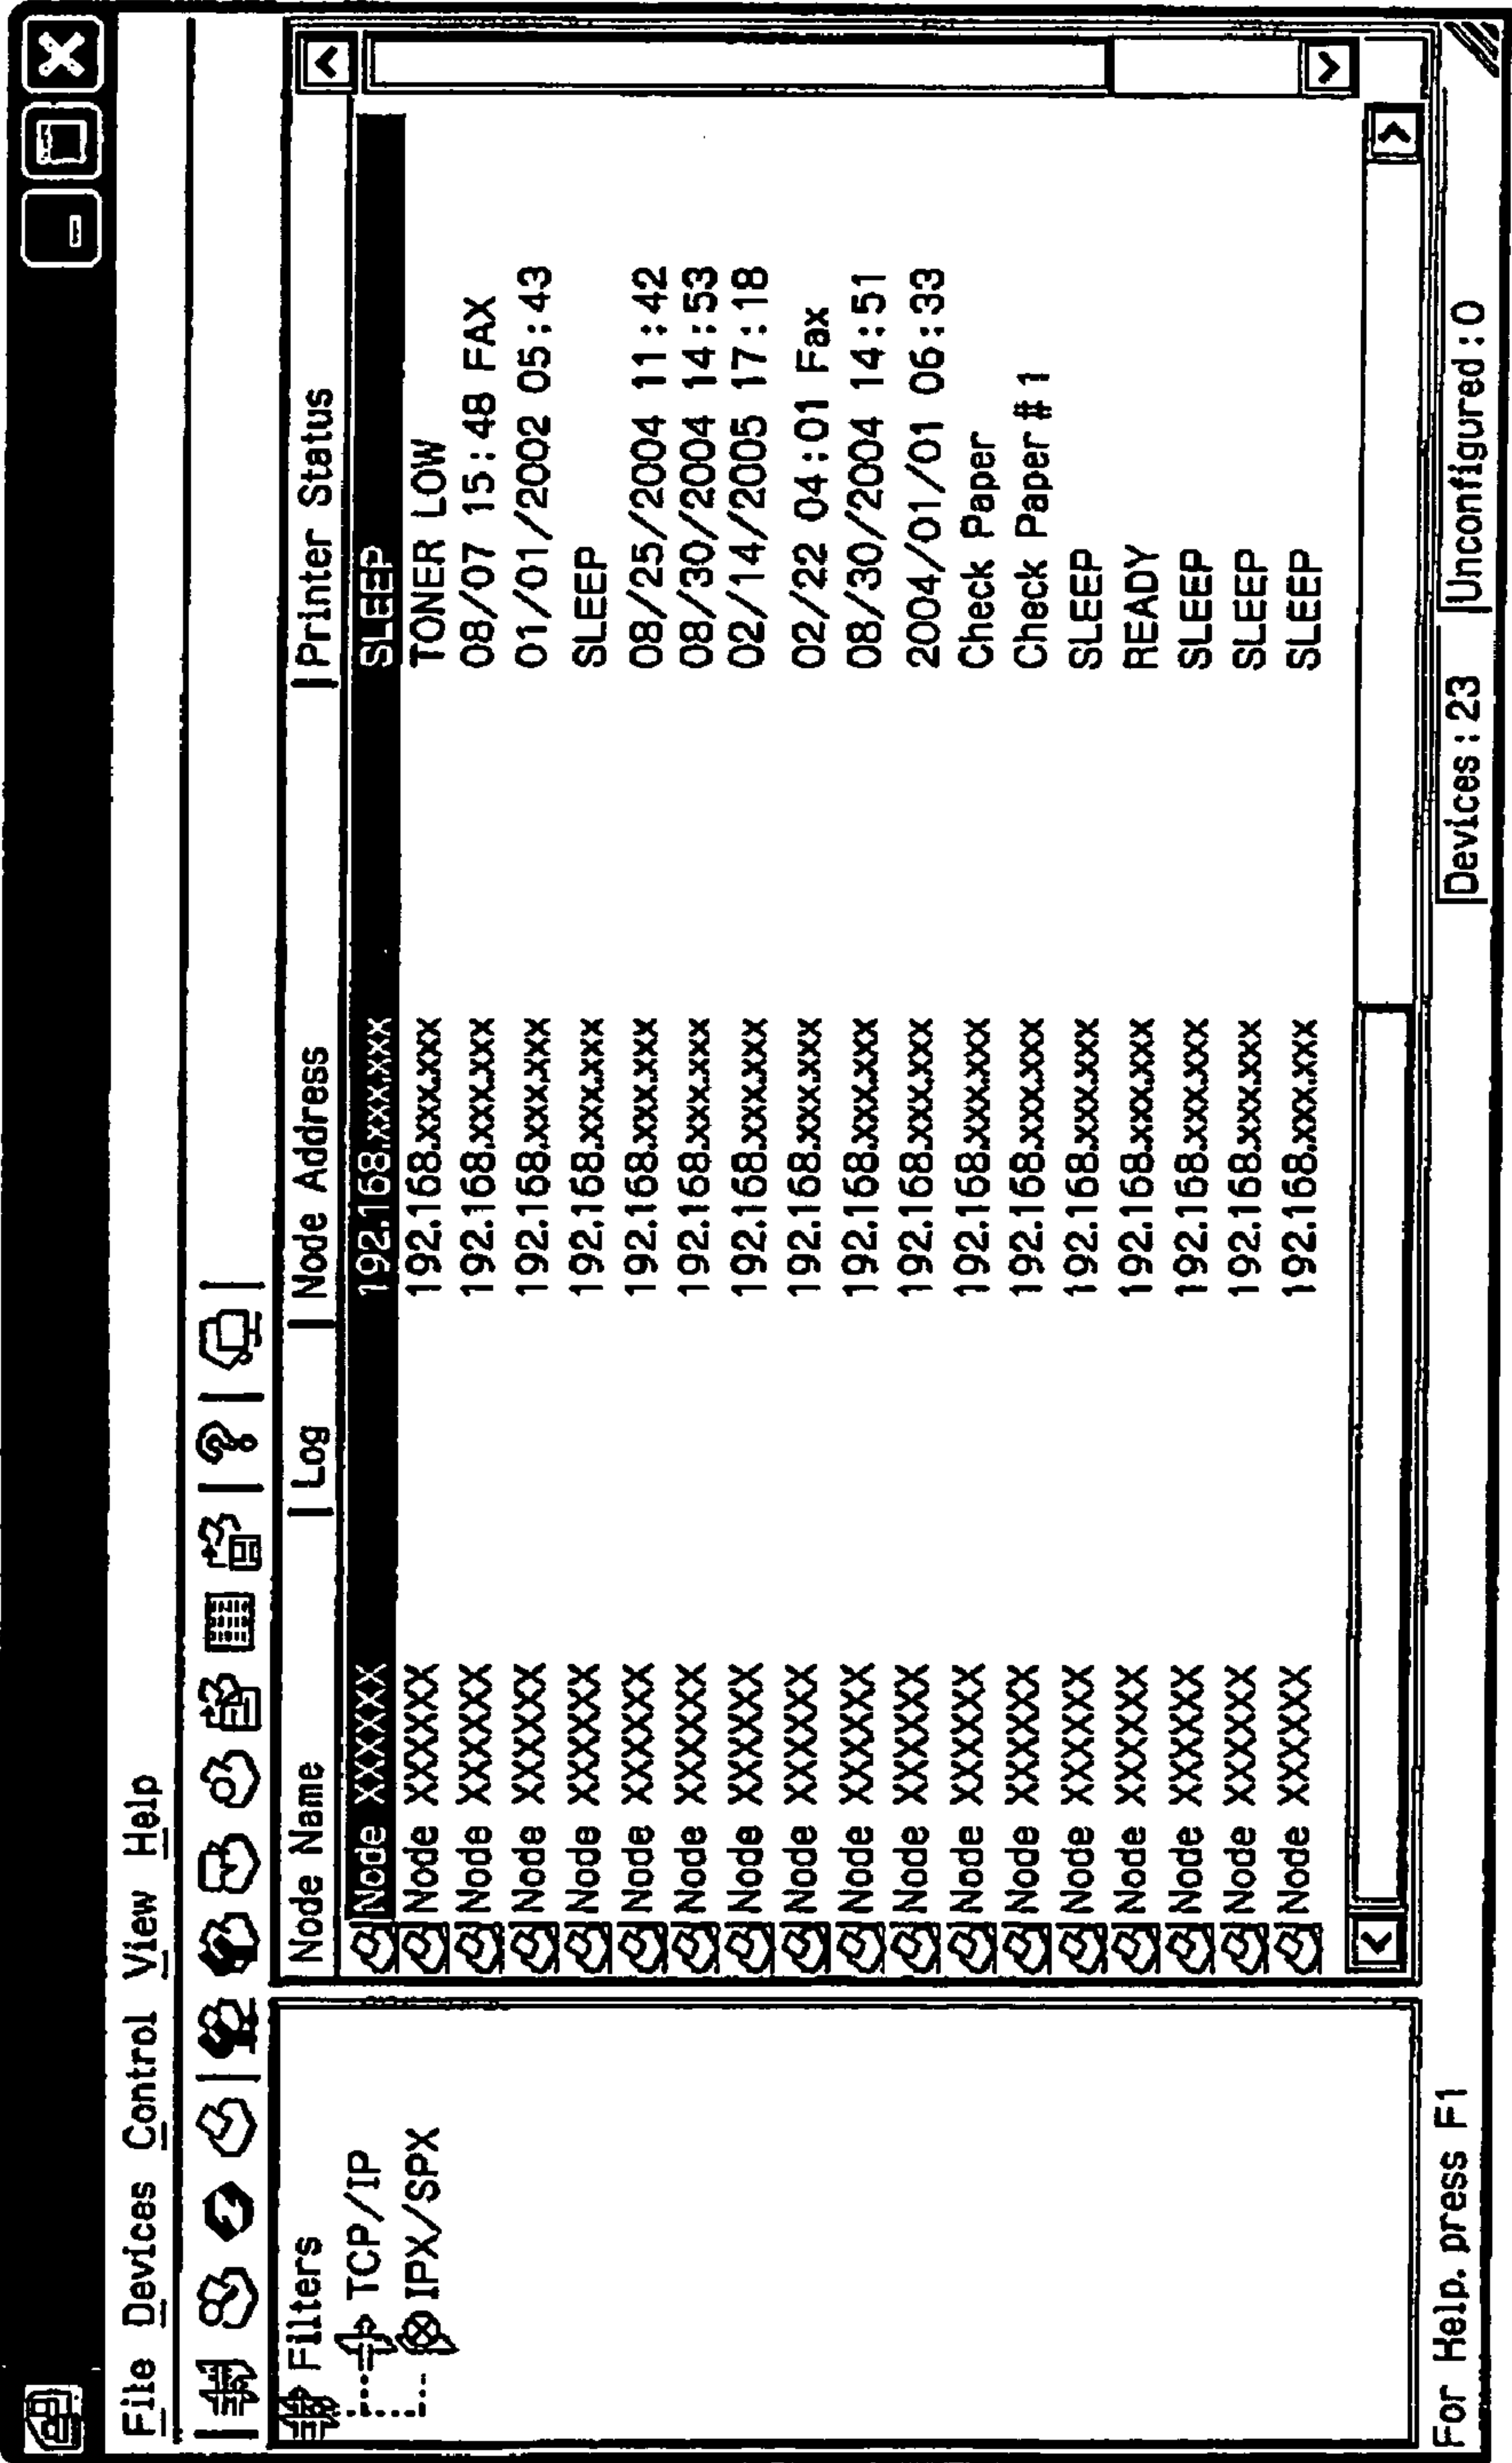 File Devices Control View Help
Filters
TCP/IP
IPX/SPX
Node Name | Log | Node Address | Printer Status
Node XXXXXX 192.168.xxx.xxx SLEEP
Node XXXXXX 192.168.xxx.xxx TONER LOW
Node XXXXXX 192.168.xxx.xxx 08/07 15:48 FAX
Node XXXXXX 192.168.xxx.xxx 01/01/2002 05:43
Node XXXXXX 192.168.xxx.xxx SLEEP
Node XXXXXX 192.168.xxx.xxx 08/25/2004 11:42
Node XXXXXX 192.168.xxx.xxx 08/30/2004 14:53
Node XXXXXX 192.168.xxx.xxx 02/14/2005 17:18
Node XXXXXX 192.168.xxx.xxx 02/22 04:01 Fax
Node XXXXXX 192.168.xxx.xxx 08/30/2004 14:51
Node XXXXXX 192.168.xxx.xxx 2004/01/01 06:33
Node XXXXXX 192.168.xxx.xxx Check Paper
Node XXXXXX 192.168.xxx.xxx Check Paper #1
Node XXXXXX 192.168.xxx.xxx SLEEP
Node XXXXXX 192.168.xxx.xxx READY
Node XXXXXX 192.168.xxx.xxx SLEEP
Node XXXXXX 192.168.xxx.xxx SLEEP
Node XXXXXX 192.168.xxx.xxx SLEEP
For Help. press F1 Devices:23 Unconfigured:0